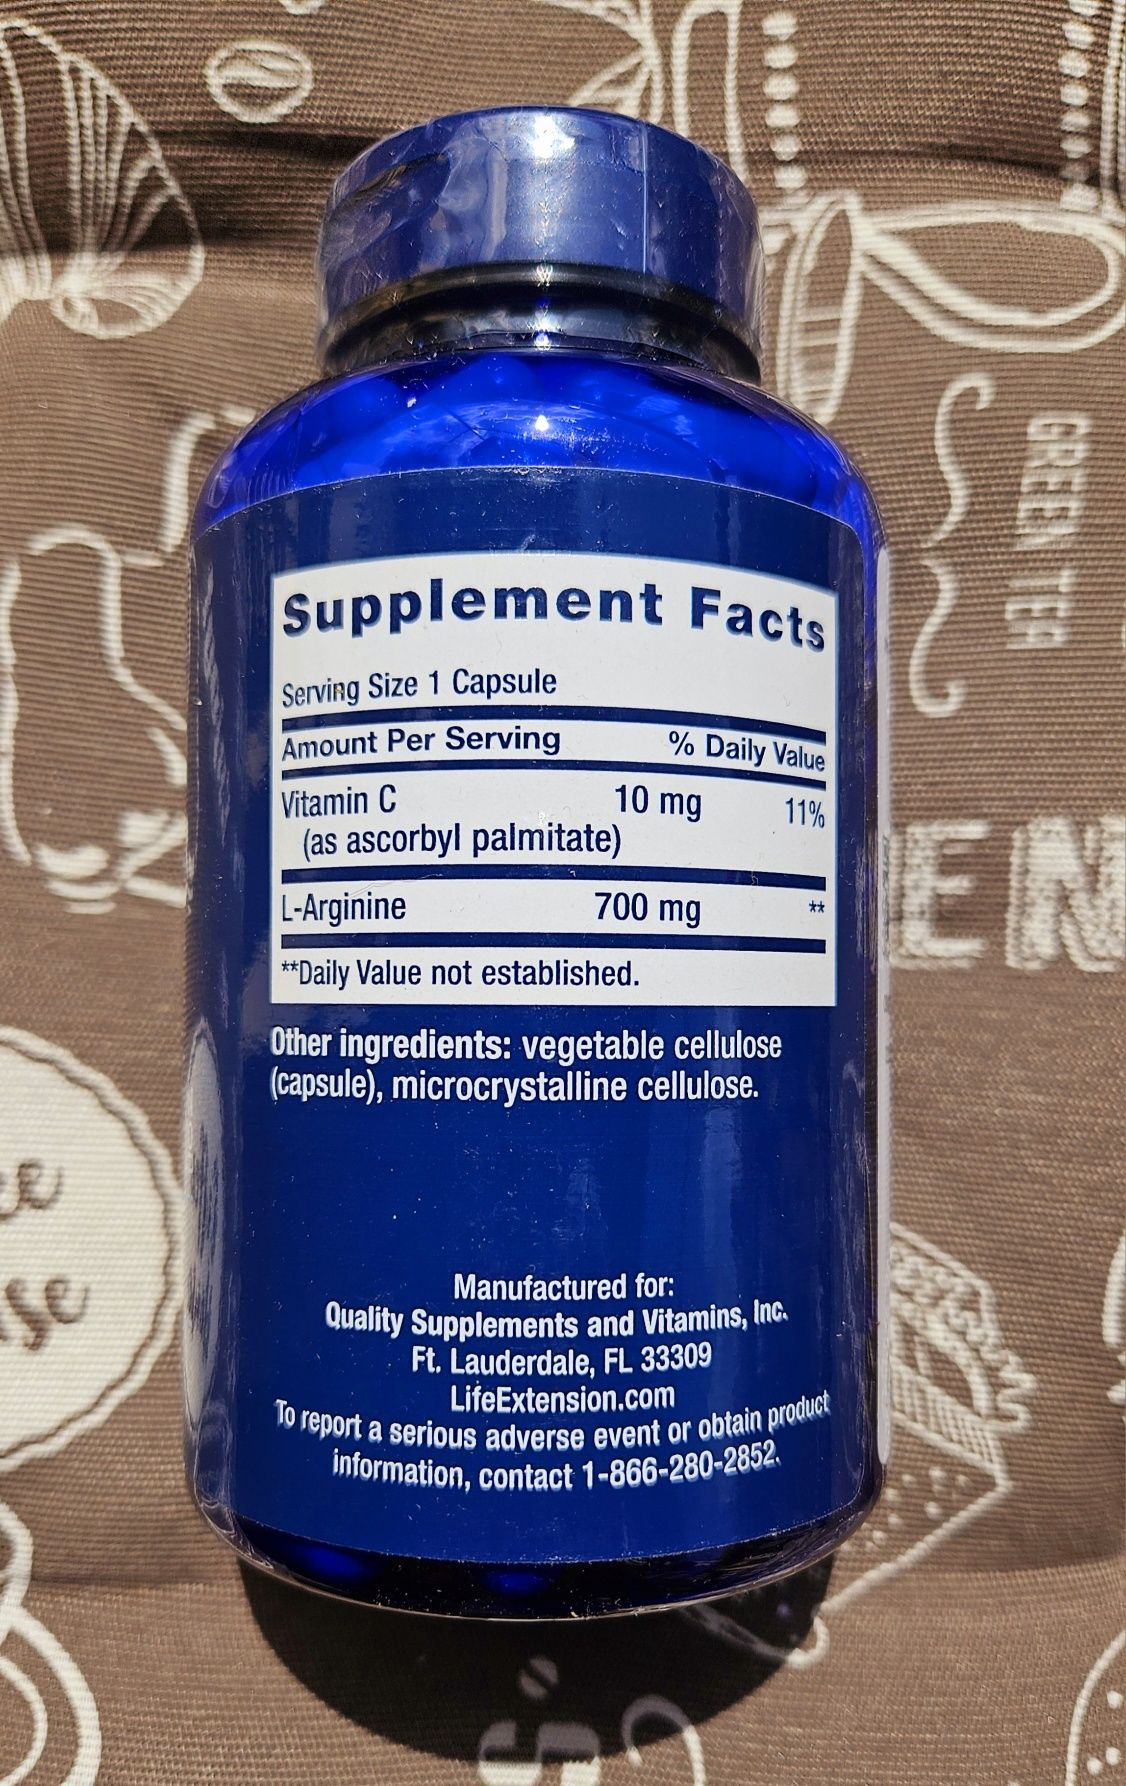 Supplement Facts
Serving Size 1 Capsule
Amount Per Serving % Daily Value
Vitamin C 10 mg 11%
(as ascorbyl palmitate)
L-Arginine 700 mg **
**Daily Value not established.
Other ingredients: vegetable cellulose
(capsule), microcrystalline cellulose.
Manufactured for:
Quality Supplements and Vitamins, Inc.
Ft. Lauderdale, FL 33309
LifeExtension.com
To report a serious adverse event or obtain product
information, contact 1-866-280-2852.
GREEN TEA